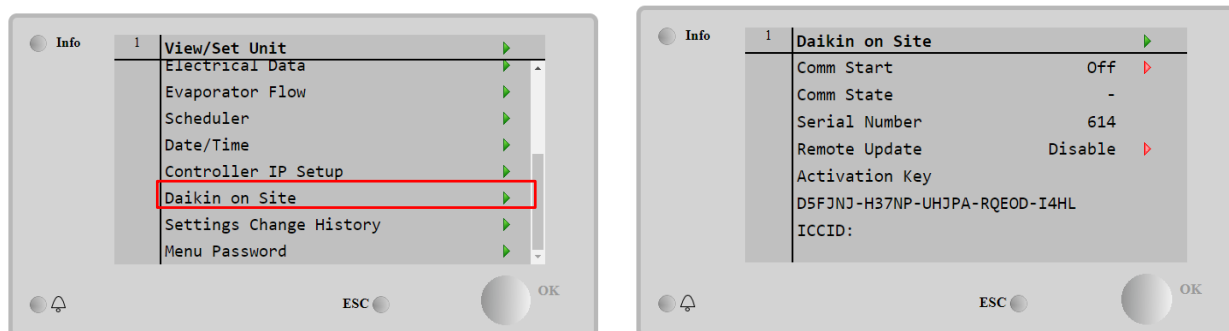 Info
1 View/Set Unit
Electrical Data
Evaporator Flow
Scheduler
Date/Time
Controller IP Setup
Daikin on Site
Settings Change History
Menu Password
ESC
OK
Info
1 Daikin on Site
Comm Start Off
Comm State -
Serial Number 614
Remote Update Disable
Activation Key
D5FJNJ-H37NP-UHJPA-RQEOD-I4HL
ICCID:
ESC
OK